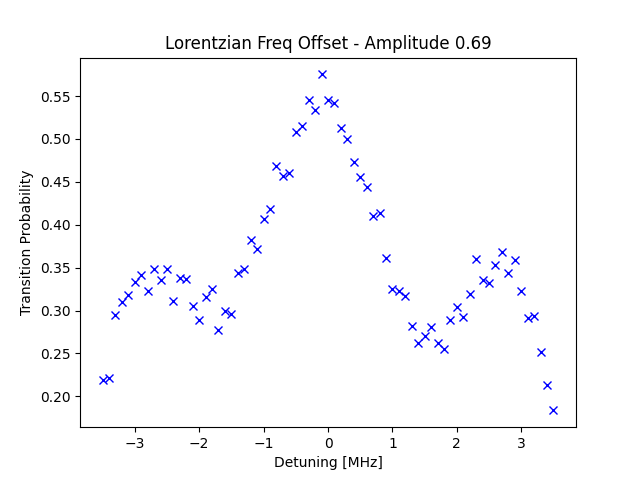 Lorentzian Freq Offset - Amplitude 0.69
Transition Probability
0.55
0.50
0.45
0.40
0.35
0.30
0.25
0.20
−3 −2 −1 0 1 2 3
Detuning [MHz]